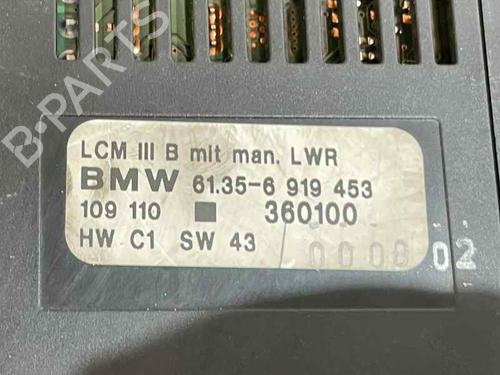 B-PARTS
LCM III B mit man. LWR
BMW 61.35-6 919 453
109 110 ■ 360100
HW C1 SW 43
000802